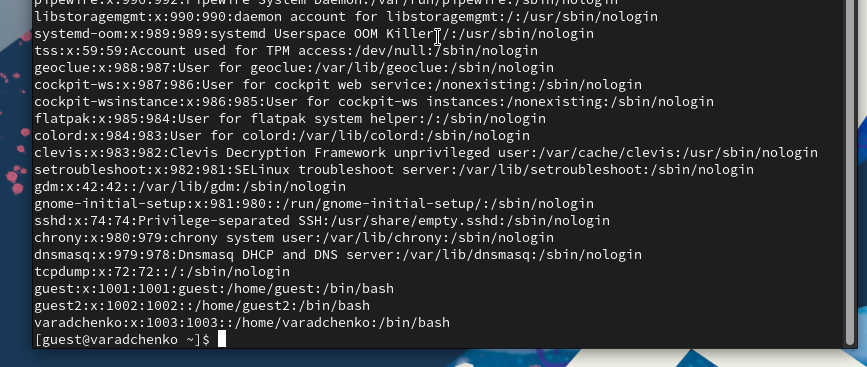 pipewire:x:990:992:PipeWire System Daemon:/var/run/pipewire:/sbin/nologin
libstoragemgmt:x:990:990:daemon account for libstoragemgmt:/:/usr/sbin/nologin
systemd-oom:x:989:989:systemd Userspace OOM Killer:/:/usr/sbin/nologin
tss:x:59:59:Account used for TPM access:/dev/null:/sbin/nologin
geoclue:x:988:987:User for geoclue:/var/lib/geoclue:/sbin/nologin
cockpit-ws:x:987:986:User for cockpit web service:/nonexisting:/sbin/nologin
cockpit-wsinstance:x:986:985:User for cockpit-ws instances:/nonexisting:/sbin/nologin
flatpak:x:985:984:User for flatpak system helper:/:/sbin/nologin
colord:x:984:983:User for colord:/var/lib/colord:/sbin/nologin
clevis:x:983:982:Clevis Decryption Framework unprivileged user:/var/cache/clevis:/usr/sbin/nologin
setroubleshoot:x:982:981:SELinux troubleshoot server:/var/lib/setroubleshoot:/sbin/nologin
gdm:x:42:42::/var/lib/gdm:/sbin/nologin
gnome-initial-setup:x:981:980::/run/gnome-initial-setup/:/sbin/nologin
sshd:x:74:74:Privilege-separated SSH:/usr/share/empty.sshd:/sbin/nologin
chrony:x:980:979:chrony system user:/var/lib/chrony:/sbin/nologin
dnsmasq:x:979:978:Dnsmasq DHCP and DNS server:/var/lib/dnsmasq:/sbin/nologin
tcpdump:x:72:72::/:/sbin/nologin
guest:x:1001:1001:guest:/home/guest:/bin/bash
guest2:x:1002:1002::/home/guest2:/bin/bash
varadchenko:x:1003:1003::/home/varadchenko:/bin/bash
[guest@varadchenko ~]$